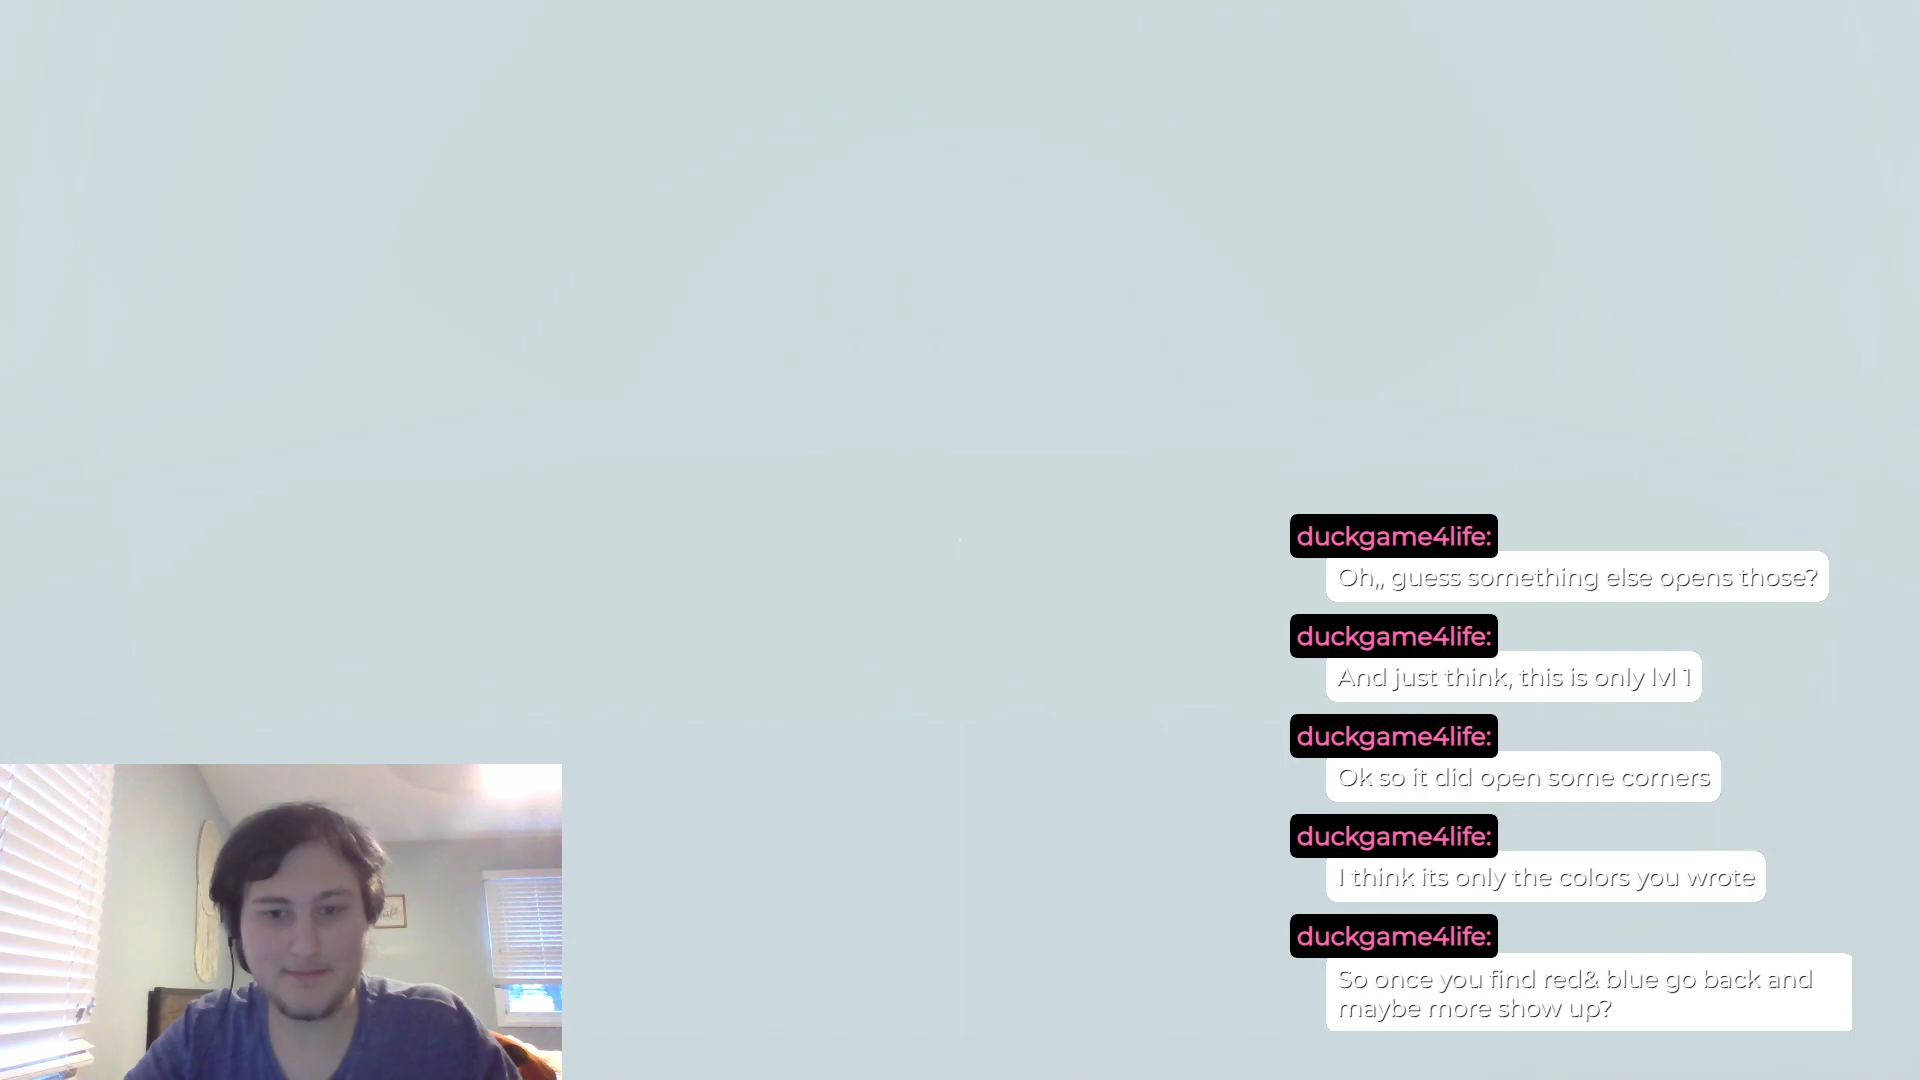 duckgame4life:
Oh,, guess something else opens those?
duckgame4life:
And just think, this is only lvl 1
duckgame4life:
Ok so it did open some corners
duckgame4life:
I think its only the colors you wrote
duckgame4life:
So once you find red& blue go back and
maybe more show up?